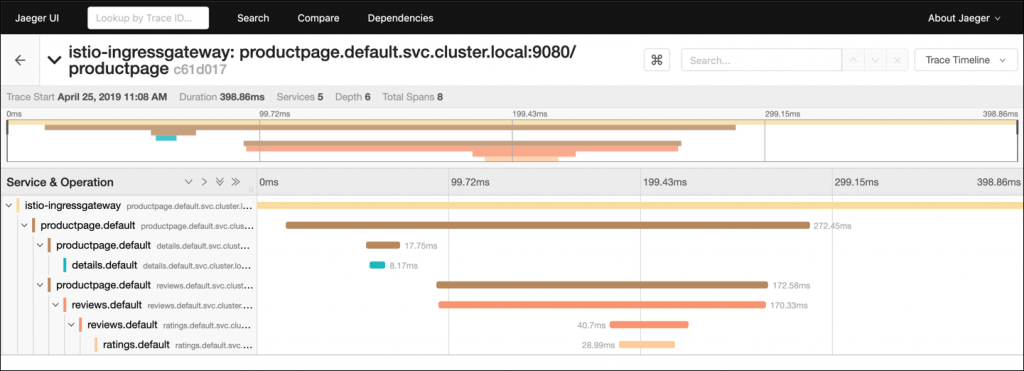 Jaeger UI Lookup by Trace ID... Search Compare Dependencies About Jaeger
istio-ingressgateway: productpage.default.svc.cluster.local:9080/
productpage c61d017
⌘ Search... Trace Timeline
Trace Start April 25, 2019 11:08 AM Duration 398.86ms Services 5 Depth 6 Total Spans 8
0ms 99.72ms 199.43ms 299.15ms 398.86ms
Service & Operation 0ms 99.72ms 199.43ms 299.15ms 398.86ms
istio-ingressgateway productpage.default.svc.cluster.l...
productpage.default productpage.default.svc.clus... 272.45ms
productpage.default details.default.svc.clust... 17.75ms
details.default details.default.svc.cluster.lo... 8.17ms
productpage.default reviews.default.svc.clust... 172.58ms
reviews.default reviews.default.svc.cluster.... 170.33ms
reviews.default ratings.default.svc.clu... 40.7ms
ratings.default ratings.default.svc.... 28.99ms